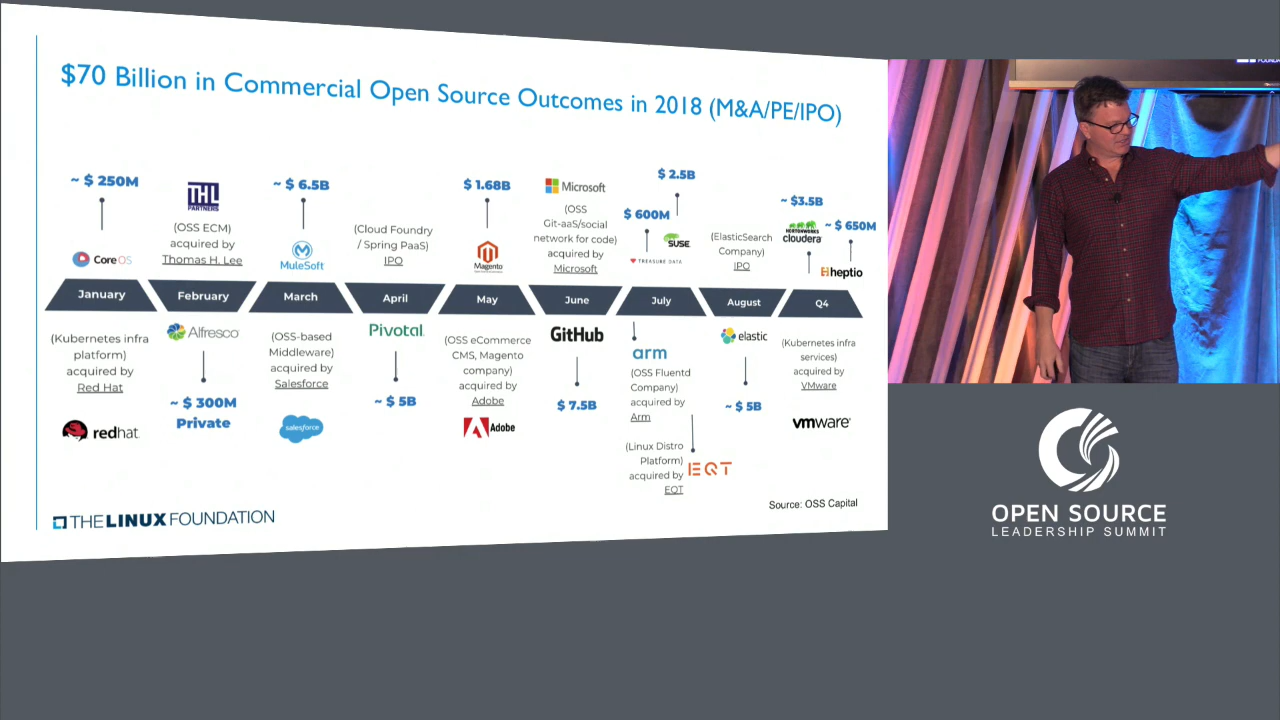 $70 Billion in Commercial Open Source Outcomes in 2018 (M&A/PE/IPO)
~ $ 250M
CoreOS
January
(Kubernetes infra
platform)
acquired by
Red Hat
redhat
THL
PARTNERS
(OSS ECM)
acquired by
Thomas H. Lee
February
Alfresco
~ $ 300M
Private
~ $ 6.5B
MuleSoft
March
(OSS-based
Middleware)
acquired by
Salesforce
salesforce
(Cloud Foundry
/ Spring PaaS)
IPO
April
Pivotal
~ $ 5B
$ 1.68B
Magento
May
(OSS eCommerce
CMS, Magento
company)
acquired by
Adobe
Adobe
Microsoft
(OSS
Git-aaS/social
network for code)
acquired by
Microsoft
June
GitHub
$ 7.5B
$ 2.5B
$ 600M
SUSE
TREASURE DATA
July
arm
(OSS Fluentd
Company)
acquired by
Arm
(Linux Distro
Platform)
acquired by
EQT
EQT
(ElasticSearch
Company)
IPO
August
elastic
~ $ 5B
~ $3.5B
HORTONWORKS
cloudera
~ $ 650M
heptio
Q4
(Kubernetes infra
services)
acquired by
VMware
vmware
Source: OSS Capital
THE LINUX FOUNDATION
OPEN SOURCE
LEADERSHIP SUMMIT